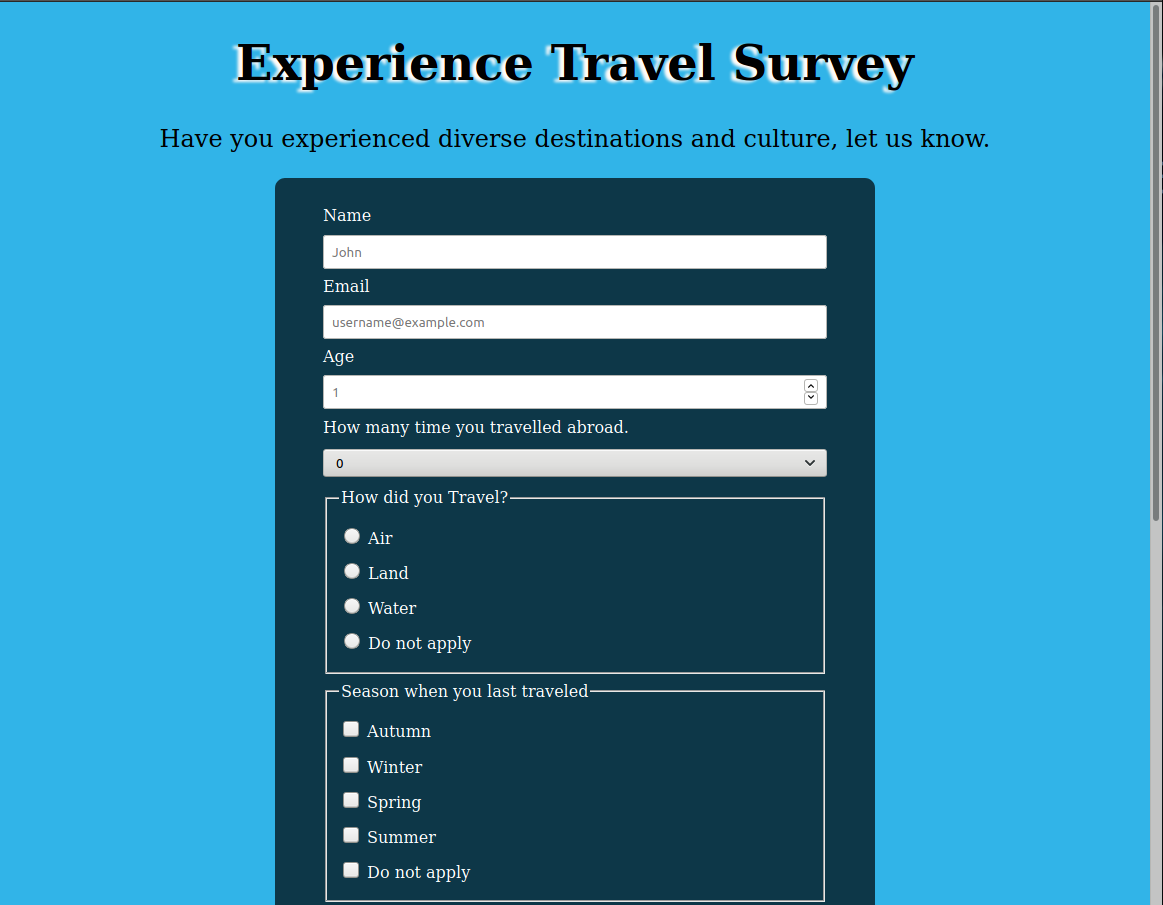 Experience Travel Survey
Have you experienced diverse destinations and culture, let us know.
Name
John
Email
username@example.com
Age
1
How many time you travelled abroad.
0
How did you Travel?
Air
Land
Water
Do not apply
Season when you last traveled
Autumn
Winter
Spring
Summer
Do not apply